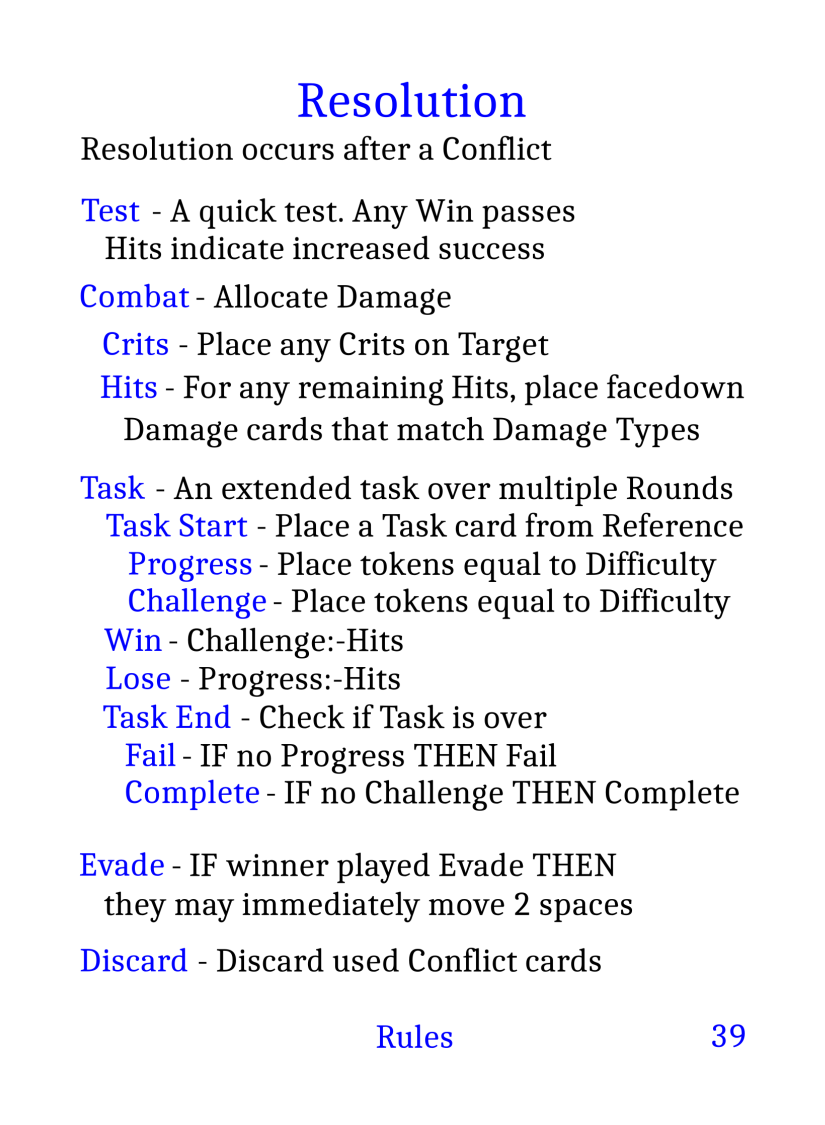 Resolution
Resolution occurs after a Conflict
Test - A quick test. Any Win passes
Hits indicate increased success
Combat - Allocate Damage
Crits - Place any Crits on Target
Hits - For any remaining Hits, place facedown
Damage cards that match Damage Types
Task - An extended task over multiple Rounds
Task Start - Place a Task card from Reference
Progress - Place tokens equal to Difficulty
Challenge - Place tokens equal to Difficulty
Win - Challenge:-Hits
Lose - Progress:-Hits
Task End - Check if Task is over
Fail - IF no Progress THEN Fail
Complete - IF no Challenge THEN Complete
Evade - IF winner played Evade THEN
they may immediately move 2 spaces
Discard - Discard used Conflict cards
Rules 39